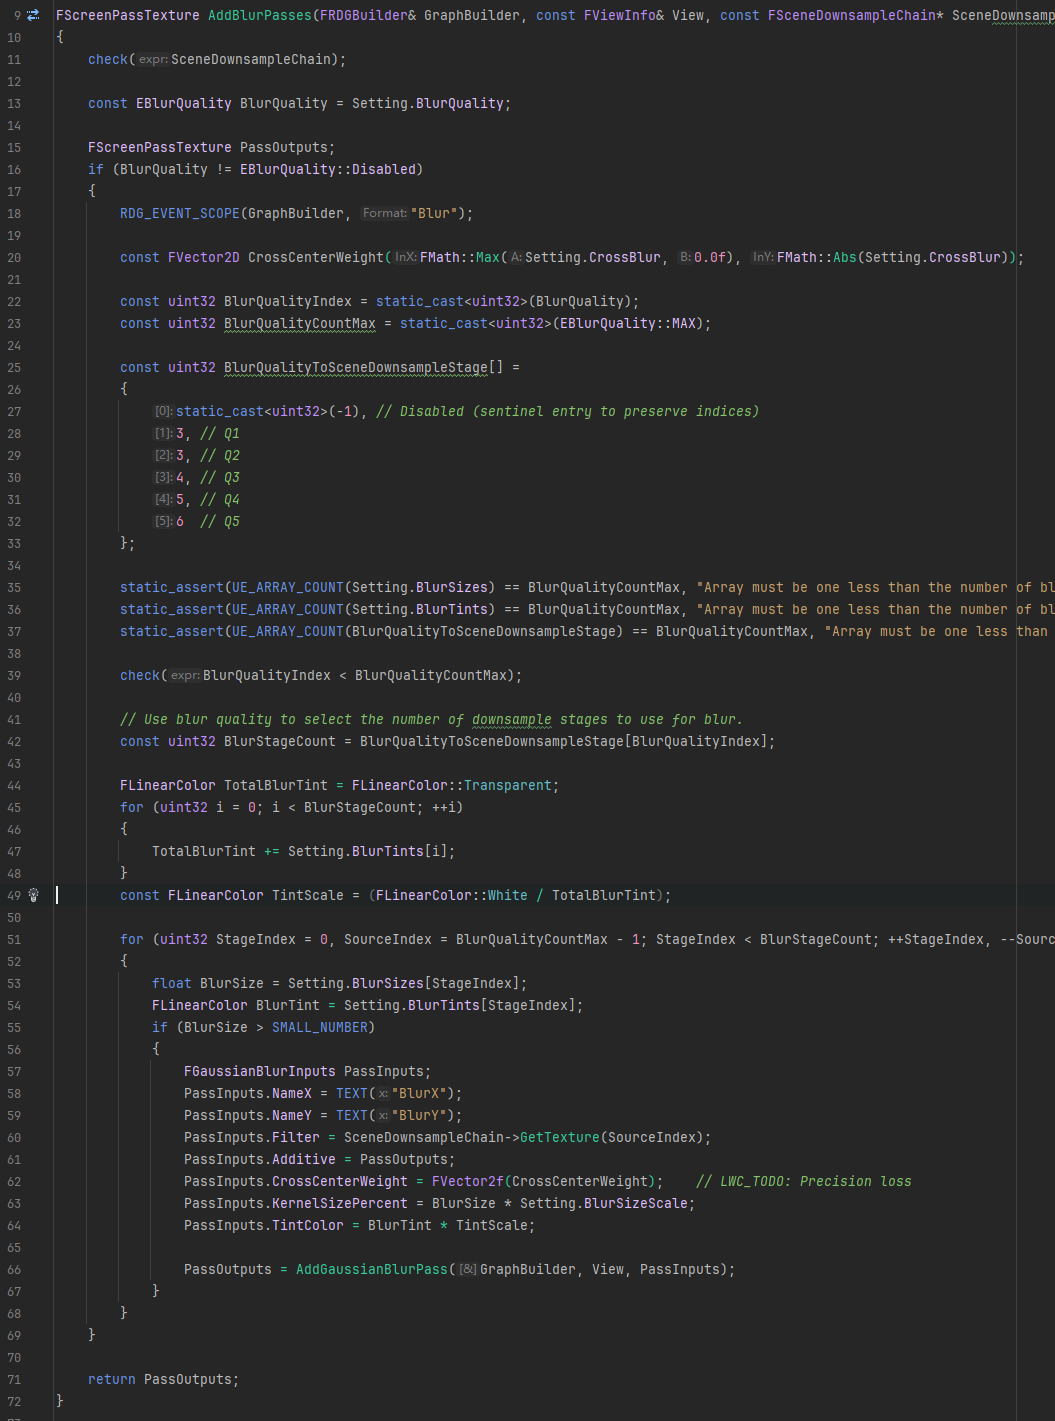 9 FScreenPassTexture AddBlurPasses(FRDGBuilder& GraphBuilder, const FViewInfo& View, const FSceneDownsampleChain* SceneDownsamp
10 {
11     check(expr: SceneDownsampleChain);
12
13     const EBlurQuality BlurQuality = Setting.BlurQuality;
14
15     FScreenPassTexture PassOutputs;
16     if (BlurQuality != EBlurQuality::Disabled)
17     {
18         RDG_EVENT_SCOPE(GraphBuilder, Format: "Blur");
19
20         const FVector2D CrossCenterWeight(InX: FMath::Max(A: Setting.CrossBlur, B: 0.0f), InY: FMath::Abs(Setting.CrossBlur));
21
22         const uint32 BlurQualityIndex = static_cast<uint32>(BlurQuality);
23         const uint32 BlurQualityCountMax = static_cast<uint32>(EBlurQuality::MAX);
24
25         const uint32 BlurQualityToSceneDownsampleStage[] =
26         {
27             [0]: static_cast<uint32>(-1), // Disabled (sentinel entry to preserve indices)
28             [1]: 3, // Q1
29             [2]: 3, // Q2
30             [3]: 4, // Q3
31             [4]: 5, // Q4
32             [5]: 6  // Q5
33         };
34
35         static_assert(UE_ARRAY_COUNT(Setting.BlurSizes) == BlurQualityCountMax, "Array must be one less than the number of bl
36         static_assert(UE_ARRAY_COUNT(Setting.BlurTints) == BlurQualityCountMax, "Array must be one less than the number of bl
37         static_assert(UE_ARRAY_COUNT(BlurQualityToSceneDownsampleStage) == BlurQualityCountMax, "Array must be one less than
38
39         check(expr: BlurQualityIndex < BlurQualityCountMax);
40
41         // Use blur quality to select the number of downsample stages to use for blur.
42         const uint32 BlurStageCount = BlurQualityToSceneDownsampleStage[BlurQualityIndex];
43
44         FLinearColor TotalBlurTint = FLinearColor::Transparent;
45         for (uint32 i = 0; i < BlurStageCount; ++i)
46         {
47             TotalBlurTint += Setting.BlurTints[i];
48         }
49         const FLinearColor TintScale = (FLinearColor::White / TotalBlurTint);
50
51         for (uint32 StageIndex = 0, SourceIndex = BlurQualityCountMax - 1; StageIndex < BlurStageCount; ++StageIndex, --Sourc
52         {
53             float BlurSize = Setting.BlurSizes[StageIndex];
54             FLinearColor BlurTint = Setting.BlurTints[StageIndex];
55             if (BlurSize > SMALL_NUMBER)
56             {
57                 FGaussianBlurInputs PassInputs;
58                 PassInputs.NameX = TEXT(x: "BlurX");
59                 PassInputs.NameY = TEXT(x: "BlurY");
60                 PassInputs.Filter = SceneDownsampleChain->GetTexture(SourceIndex);
61                 PassInputs.Additive = PassOutputs;
62                 PassInputs.CrossCenterWeight = FVector2f(CrossCenterWeight);    // LWC_TODO: Precision loss
63                 PassInputs.KernelSizePercent = BlurSize * Setting.BlurSizeScale;
64                 PassInputs.TintColor = BlurTint * TintScale;
65
66                 PassOutputs = AddGaussianBlurPass([&] GraphBuilder, View, PassInputs);
67             }
68         }
69     }
70
71     return PassOutputs;
72 }